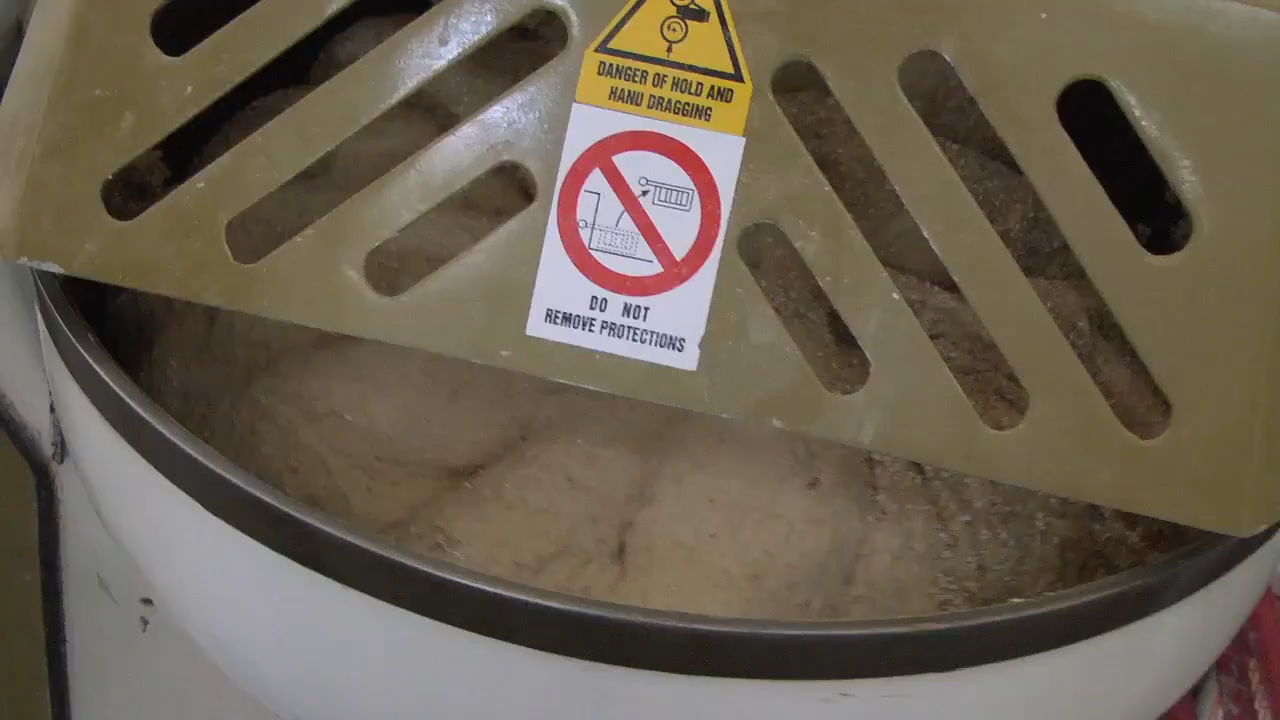 DANGER OF HOLD AND
HAND DRAGGING
DO NOT
REMOVE PROTECTIONS